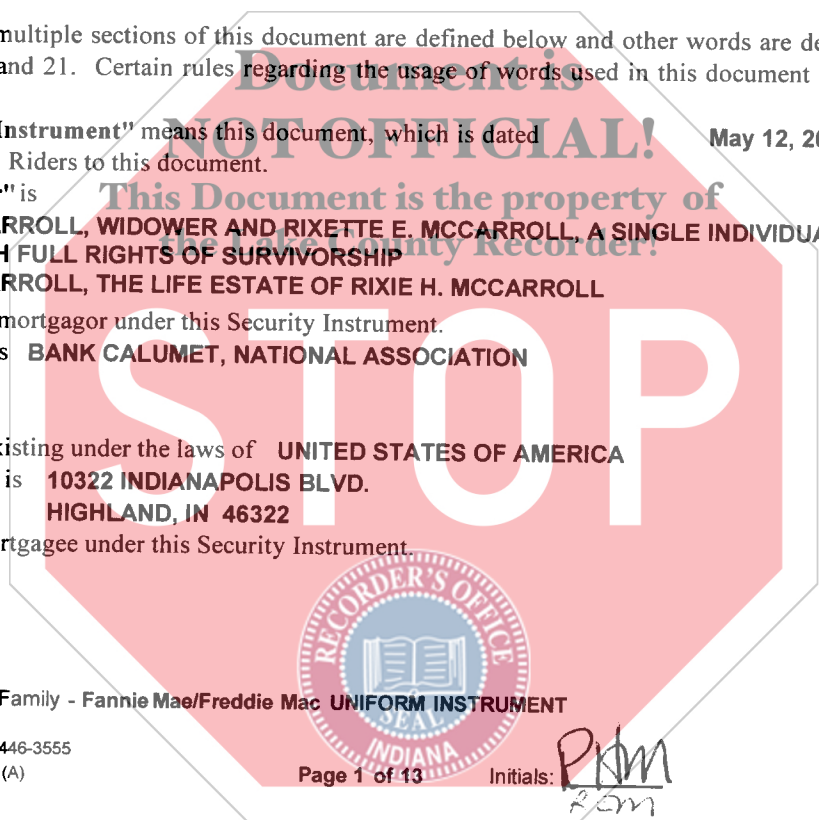 multiple sections of this document are defined below and other words are de
and 21. Certain rules regarding the usage of words used in this document
Document is
Instrument" means this document, which is dated May 12, 20
NOT OFFICIAL!
Riders to this document.
" is
This Document is the property of
RROLL, WIDOWER AND RIXETTE E. MCCARROLL, A SINGLE INDIVIDUA
the Lake County Recorder!
H FULL RIGHTS OF SURVIVORSHIP
RROLL, THE LIFE ESTATE OF RIXIE H. MCCARROLL
mortgagor under this Security Instrument.
s BANK CALUMET, NATIONAL ASSOCIATION
STOP
xisting under the laws of UNITED STATES OF AMERICA
is 10322 INDIANAPOLIS BLVD.
HIGHLAND, IN 46322
rtgagee under this Security Instrument.
RECORDER'S OFFICE
SEAL
INDIANA
Family - Fannie Mae/Freddie Mac UNIFORM INSTRUMENT
446-3555
(A)
Page 1 of 13 Initials: RHM
REM